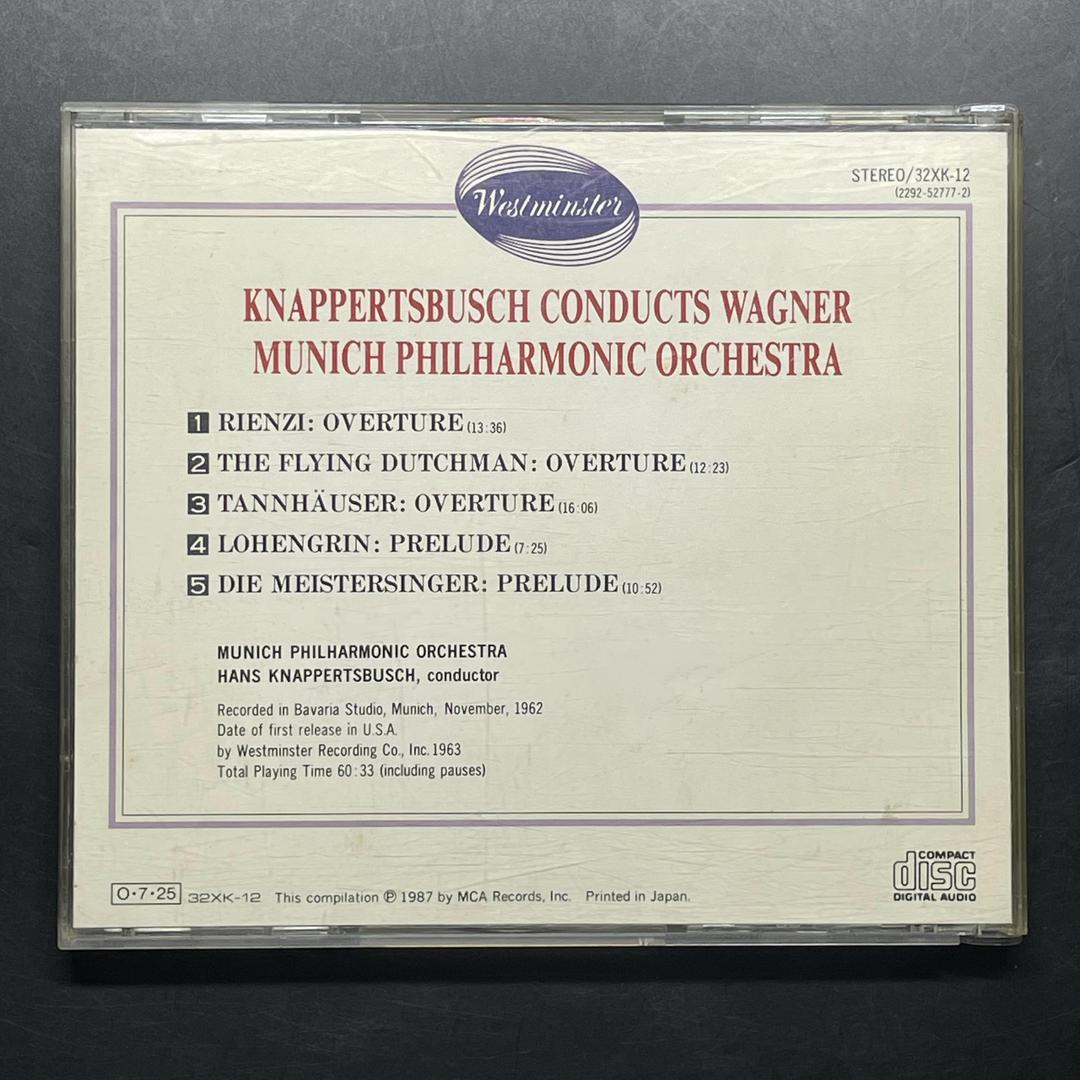 Westminster
STEREO/32XK-12
(2292-52777-2)
KNAPPERTSBUSCH CONDUCTS WAGNER
MUNICH PHILHARMONIC ORCHESTRA
1 RIENZI: OVERTURE (13:36)
2 THE FLYING DUTCHMAN: OVERTURE (12:23)
3 TANNHÄUSER: OVERTURE (16:06)
4 LOHENGRIN: PRELUDE (7:25)
5 DIE MEISTERSINGER: PRELUDE (10:52)
MUNICH PHILHARMONIC ORCHESTRA
HANS KNAPPERTSBUSCH, conductor
Recorded in Bavaria Studio, Munich, November, 1962
Date of first release in U.S.A.
by Westminster Recording Co., Inc. 1963
Total Playing Time 60:33 (including pauses)
O·7·25 32XK-12 This compilation ℗ 1987 by MCA Records, Inc. Printed in Japan.
COMPACT
disc
DIGITAL AUDIO